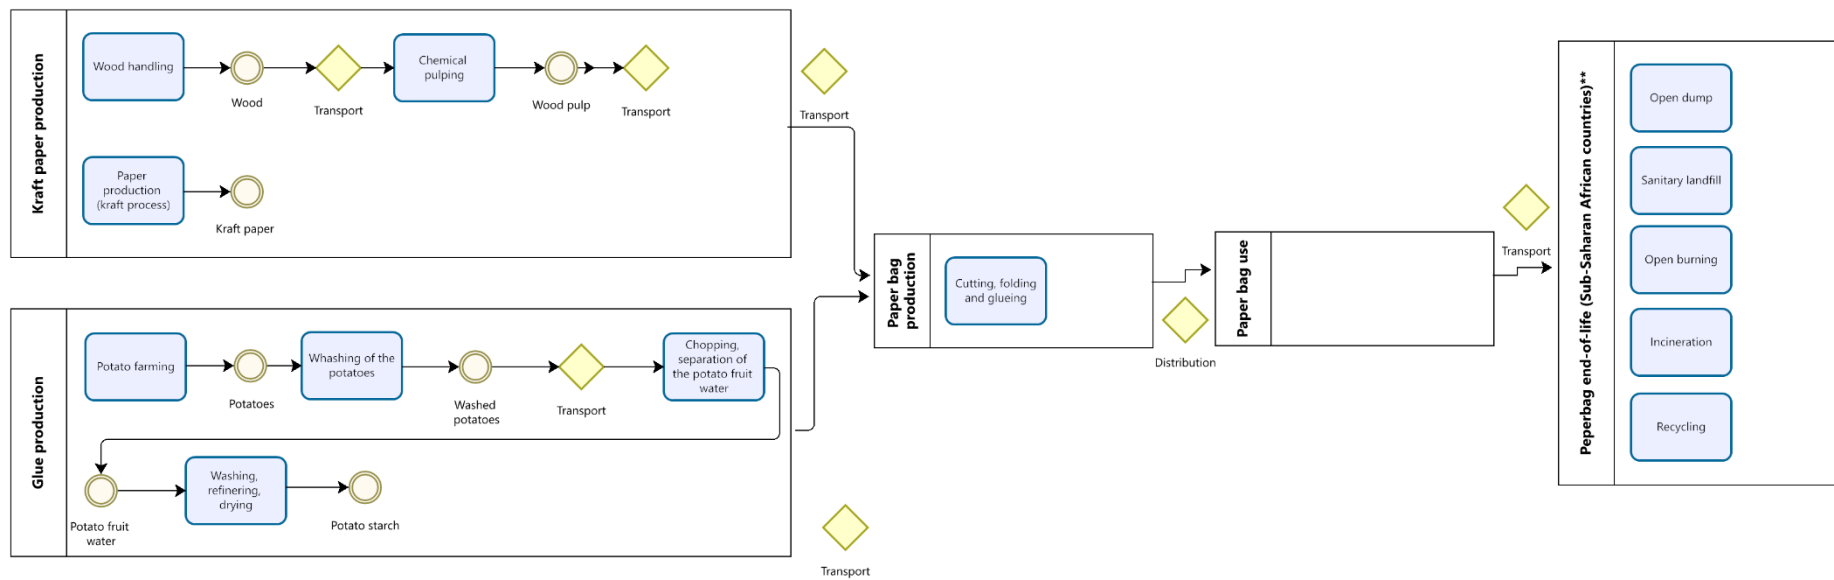 Kraft paper production
Wood handling
Wood
Transport
Chemical
pulping
Wood pulp
Transport
Paper
production
(kraft process)
Kraft paper
Transport
Glue production
Potato farming
Potatoes
Whashing of the
potatoes
Washed
potatoes
Transport
Chopping,
separation of
the potato fruit
water
Potato fruit
water
Washing,
refinering,
drying
Potato starch
Transport
Paper bag
production
Cutting, folding
and glueing
Distribution
Paper bag use
Transport
Peperbag end-of-life (Sub-Saharan African countries)**
Open dump
Sanitary landfill
Open burning
Incineration
Recycling